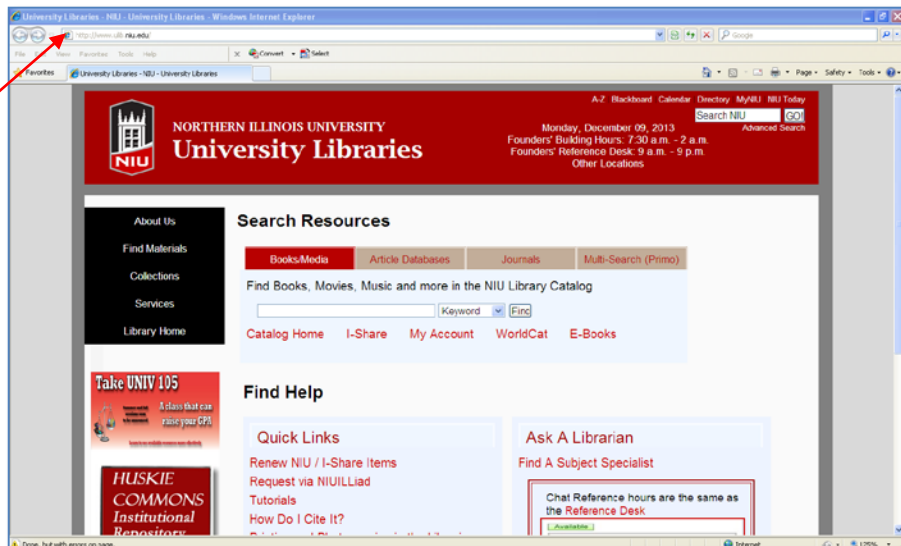 University Libraries - NIU - University Libraries - Windows Internet Explorer
http://www.ulib.niu.edu/
Google
File View Favorites Tools Help
Convert Select
Favorites University Libraries - NIU - University Libraries
Page Safety Tools
A-Z Blackboard Calendar Directory MyNIU NIU Today
Search NIU GO!
Advanced Search
NIU
NORTHERN ILLINOIS UNIVERSITY
University Libraries
Monday, December 09, 2013
Founders' Building Hours: 7:30 a.m. - 2 a.m.
Founders' Reference Desk: 9 a.m. - 9 p.m.
Other Locations
About Us
Find Materials
Collections
Services
Library Home
Search Resources
Books/Media Article Databases Journals Multi-Search (Primo)
Find Books, Movies, Music and more in the NIU Library Catalog
Keyword Find
Catalog Home I-Share My Account WorldCat E-Books
Take UNIV 105
A class that can
raise your GPA
HUSKIE
COMMONS
Institutional
Repository
Find Help
Quick Links
Renew NIU / I-Share Items
Request via NIUILLiad
Tutorials
How Do I Cite It?
Ask A Librarian
Find A Subject Specialist
Chat Reference hours are the same as
the Reference Desk
Available
Done, but with errors on page.
Internet
125%